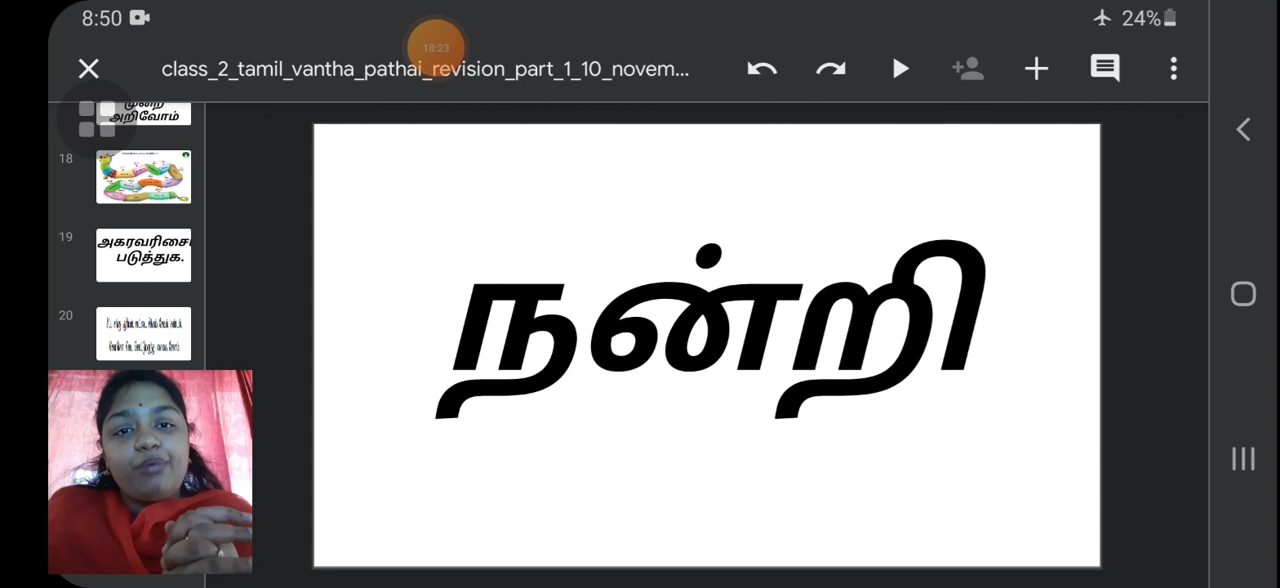 8:50
24%
18:23
class_2_tamil_vantha_pathai_revision_part_1_10_novem...
முறை
அறிவோம்
18
19
அகரவரிசை
படுத்துக.
20
நன்றி